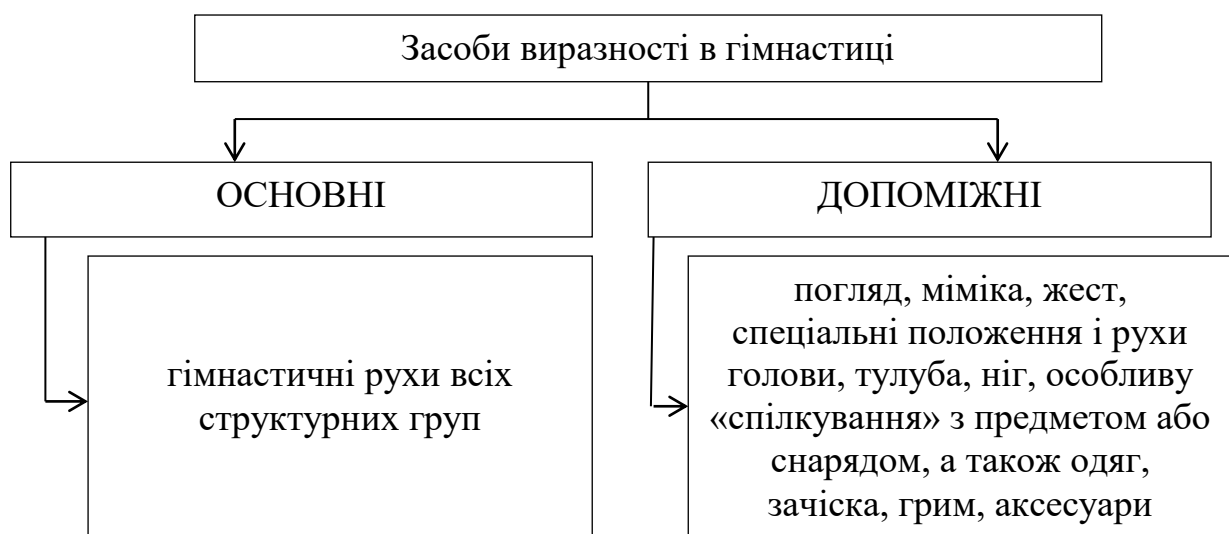 Засоби виразності в гімнастиці
ОСНОВНІ
ДОПОМІЖНІ
гімнастичні рухи всіх
структурних груп
погляд, міміка, жест,
спеціальні положення і рухи
голови, тулуба, ніг, особливу
«спілкування» з предметом або
снарядом, а також одяг,
зачіска, грим, аксесуари